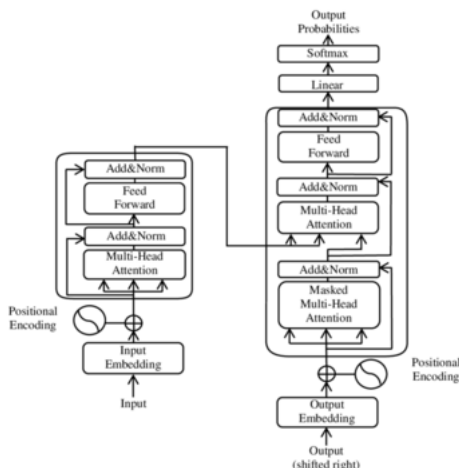 Output
Probabilities
Softmax
Linear
Add&Norm
Feed
Forward
Add&Norm
Multi-Head
Attention
Add&Norm
Masked
Multi-Head
Attention
Positional
Encoding
Output
Embedding
Output
(shifted right)
Add&Norm
Feed
Forward
Add&Norm
Multi-Head
Attention
Positional
Encoding
Input
Embedding
Input